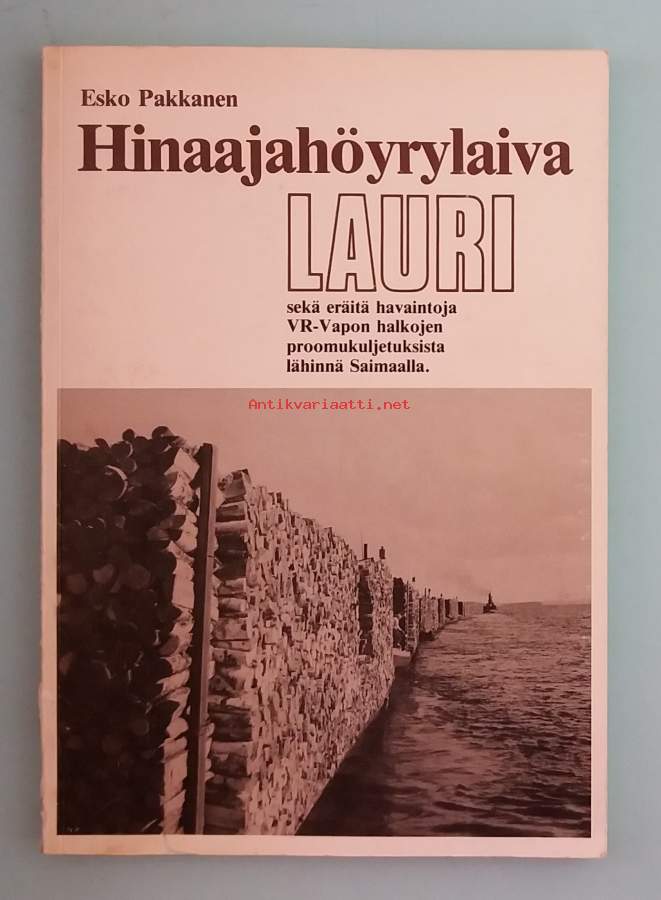 Esko Pakkanen
Hinaajahöyrylaiva
LAURI
sekä eräitä havaintoja
VR-Vapon halkojen
proomukuljetuksista
lähinnä Saimaalla.
Antikvariaatti.net